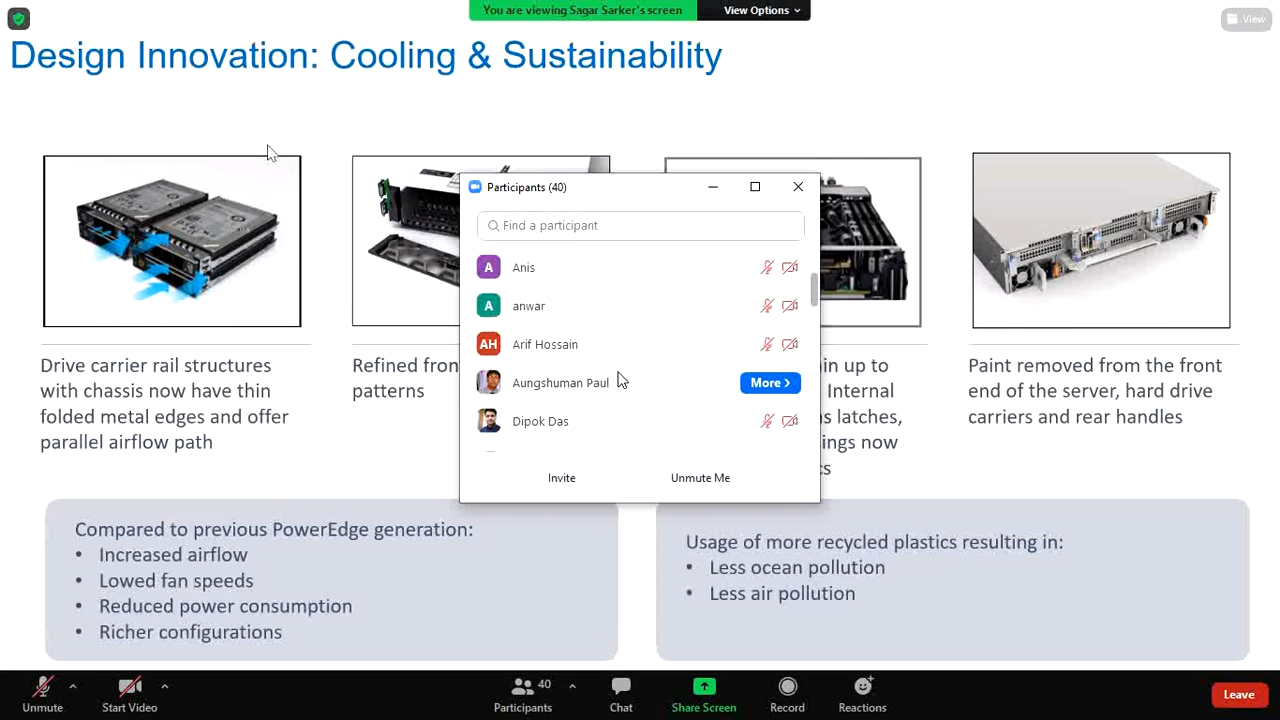 You are viewing Sagar Sarker's screen
View Options
View
Design Innovation: Cooling & Sustainability
Participants (40)
Find a participant
A Anis
A anwar
AH Arif Hossain
Aungshuman Paul More >
Dipok Das
Invite
Unmute Me
Drive carrier rail structures
with chassis now have thin
folded metal edges and offer
parallel airflow path
Refined fron
patterns
in up to
Internal
latches,
ings now
cs
Paint removed from the front
end of the server, hard drive
carriers and rear handles
Compared to previous PowerEdge generation:
• Increased airflow
• Lowed fan speeds
• Reduced power consumption
• Richer configurations
Usage of more recycled plastics resulting in:
• Less ocean pollution
• Less air pollution
Unmute
Start Video
40
Participants
Chat
Share Screen
Record
Reactions
Leave